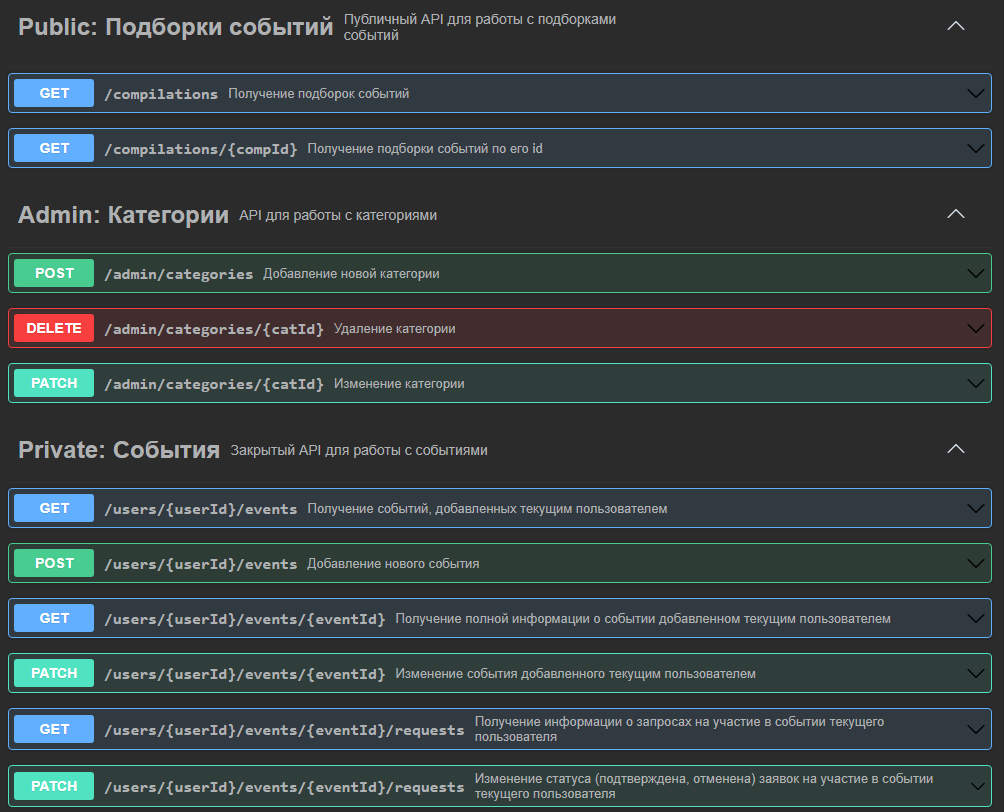 Public: Подборки событий Публичный API для работы с подборками
событий
GET /compilations Получение подборок событий
GET /compilations/{compId} Получение подборки событий по его id
Admin: Категории API для работы с категориями
POST /admin/categories Добавление новой категории
DELETE /admin/categories/{catId} Удаление категории
PATCH /admin/categories/{catId} Изменение категории
Private: События Закрытый API для работы с событиями
GET /users/{userId}/events Получение событий, добавленных текущим пользователем
POST /users/{userId}/events Добавление нового события
GET /users/{userId}/events/{eventId} Получение полной информации о событии добавленном текущим пользователем
PATCH /users/{userId}/events/{eventId} Изменение события добавленного текущим пользователем
GET /users/{userId}/events/{eventId}/requests Получение информации о запросах на участие в событии текущего
пользователя
PATCH /users/{userId}/events/{eventId}/requests Изменение статуса (подтверждена, отменена) заявок на участие в событии
текущего пользователя